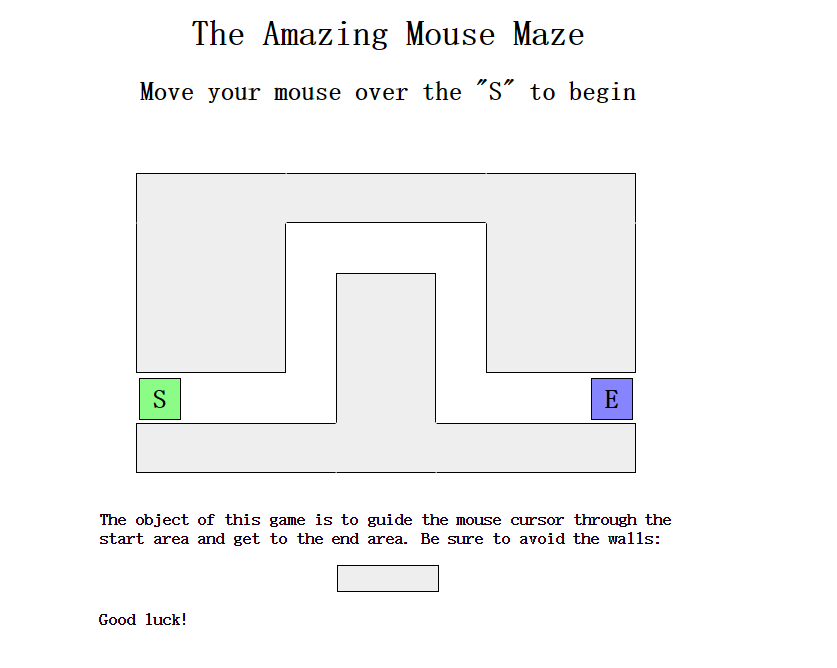 The Amazing Mouse Maze
Move your mouse over the "S" to begin
S
E
The object of this game is to guide the mouse cursor through the
start area and get to the end area. Be sure to avoid the walls:
Good luck!